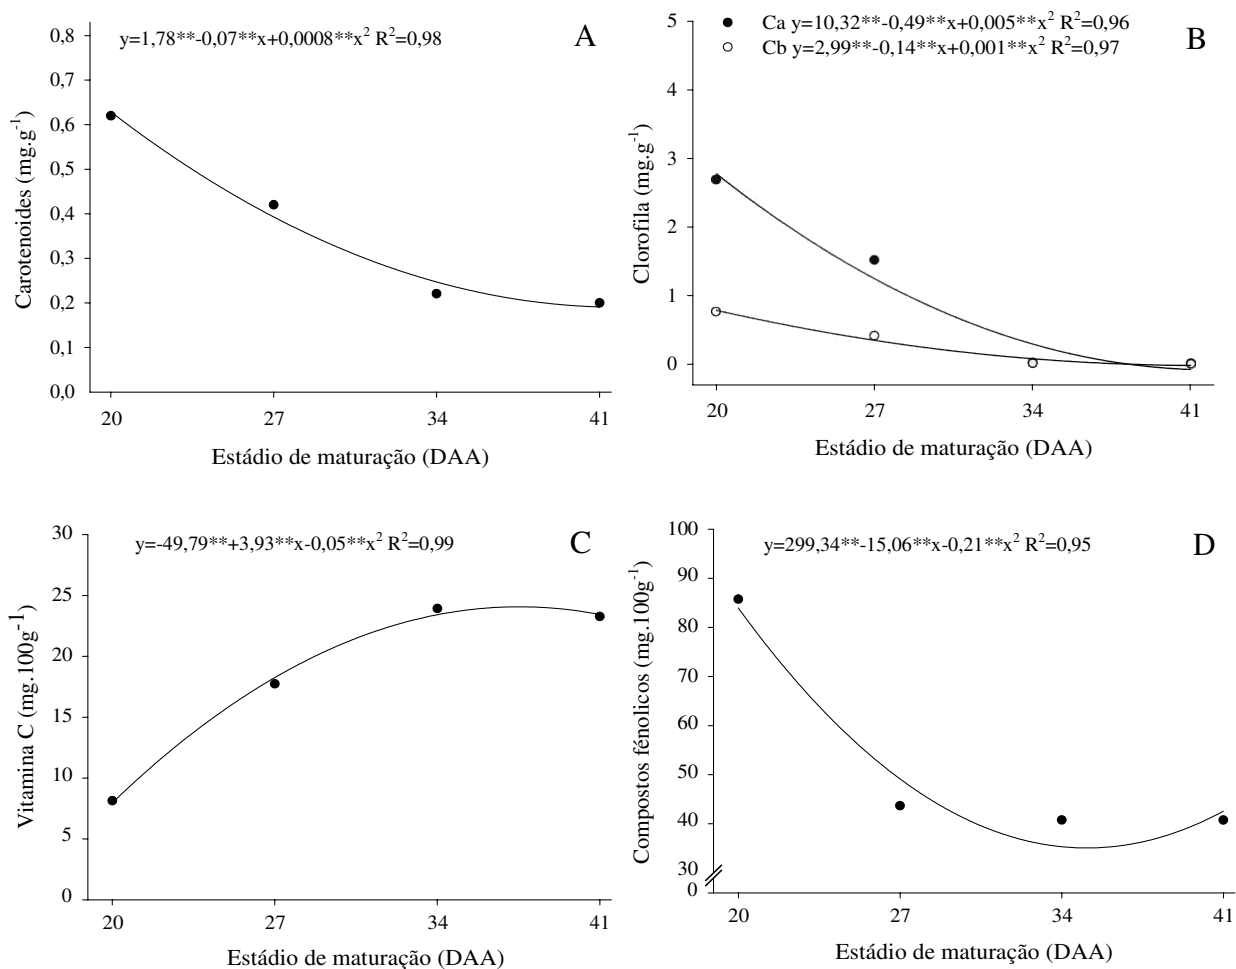 A
y=1,78**-0,07**x+0,0008**x² R²=0,98
0,8
0,7
0,6
0,5
0,4
0,3
0,2
0,1
0,0
Carotenoides (mg.g⁻¹)
20 27 34 41
Estádio de maturação (DAA)
B
Ca y=10,32**-0,49**x+0,005**x² R²=0,96
Cb y=2,99**-0,14**x+0,001**x² R²=0,97
5
4
3
2
1
0
Clorofila (mg.g⁻¹)
20 27 34 41
Estádio de maturação (DAA)
C
y=-49,79**+3,93**x-0,05**x² R²=0,99
30
25
20
15
10
5
0
Vitamina C (mg.100g⁻¹)
20 27 34 41
Estádio de maturação (DAA)
D
y=299,34**-15,06**x-0,21**x² R²=0,95
100
90
80
70
60
50
40
30
0
Compostos fénolicos (mg.100g⁻¹)
20 27 34 41
Estádio de maturação (DAA)